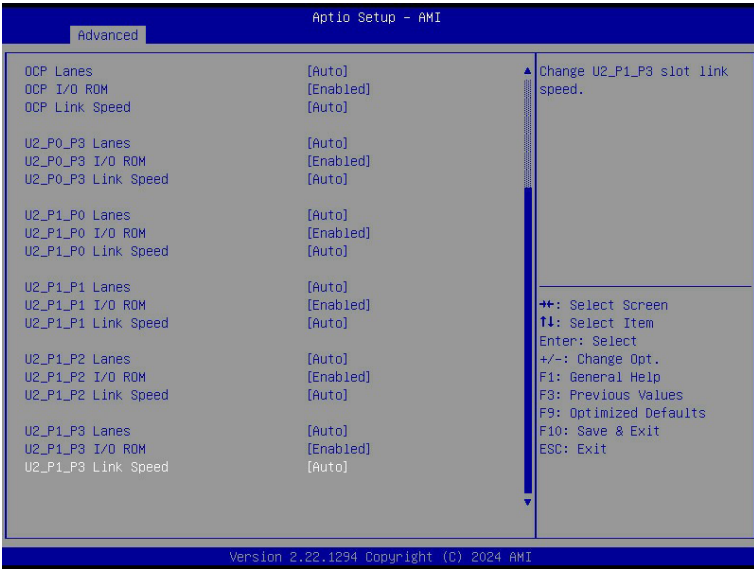 Aptio Setup – AMI
Advanced
OCP Lanes [Auto]
OCP I/O ROM [Enabled]
OCP Link Speed [Auto]
U2_P0_P3 Lanes [Auto]
U2_P0_P3 I/O ROM [Enabled]
U2_P0_P3 Link Speed [Auto]
U2_P1_P0 Lanes [Auto]
U2_P1_P0 I/O ROM [Enabled]
U2_P1_P0 Link Speed [Auto]
U2_P1_P1 Lanes [Auto]
U2_P1_P1 I/O ROM [Enabled]
U2_P1_P1 Link Speed [Auto]
U2_P1_P2 Lanes [Auto]
U2_P1_P2 I/O ROM [Enabled]
U2_P1_P2 Link Speed [Auto]
U2_P1_P3 Lanes [Auto]
U2_P1_P3 I/O ROM [Enabled]
U2_P1_P3 Link Speed [Auto]
Change U2_P1_P3 slot link
speed.
→←: Select Screen
↑↓: Select Item
Enter: Select
+/-: Change Opt.
F1: General Help
F3: Previous Values
F9: Optimized Defaults
F10: Save & Exit
ESC: Exit
Version 2.22.1294 Copyright (C) 2024 AMI